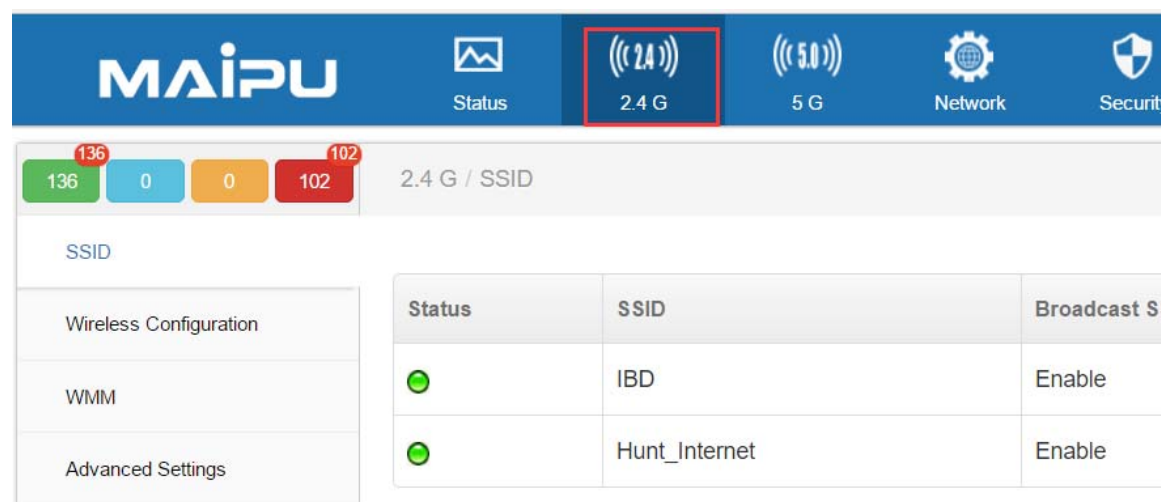 MAIPU
((( 2.4 )))
((( 5.0 )))
Status
2.4 G
5 G
Network
Securit
136
102
136
0
0
102
2.4 G / SSID
SSID
Wireless Configuration
WMM
Advanced Settings
Status
SSID
Broadcast S
IBD
Enable
Hunt_Internet
Enable